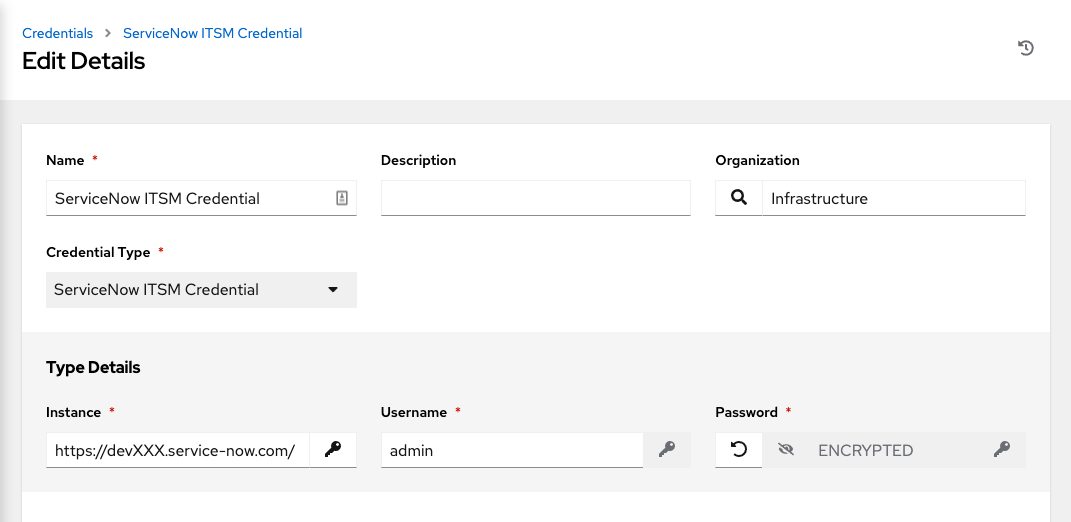 Credentials > ServiceNow ITSM Credential
Edit Details
Name * Description Organization
ServiceNow ITSM Credential Infrastructure
Credential Type *
ServiceNow ITSM Credential
Type Details
Instance * Username * Password *
https://devXXX.service-now.com/ admin ENCRYPTED